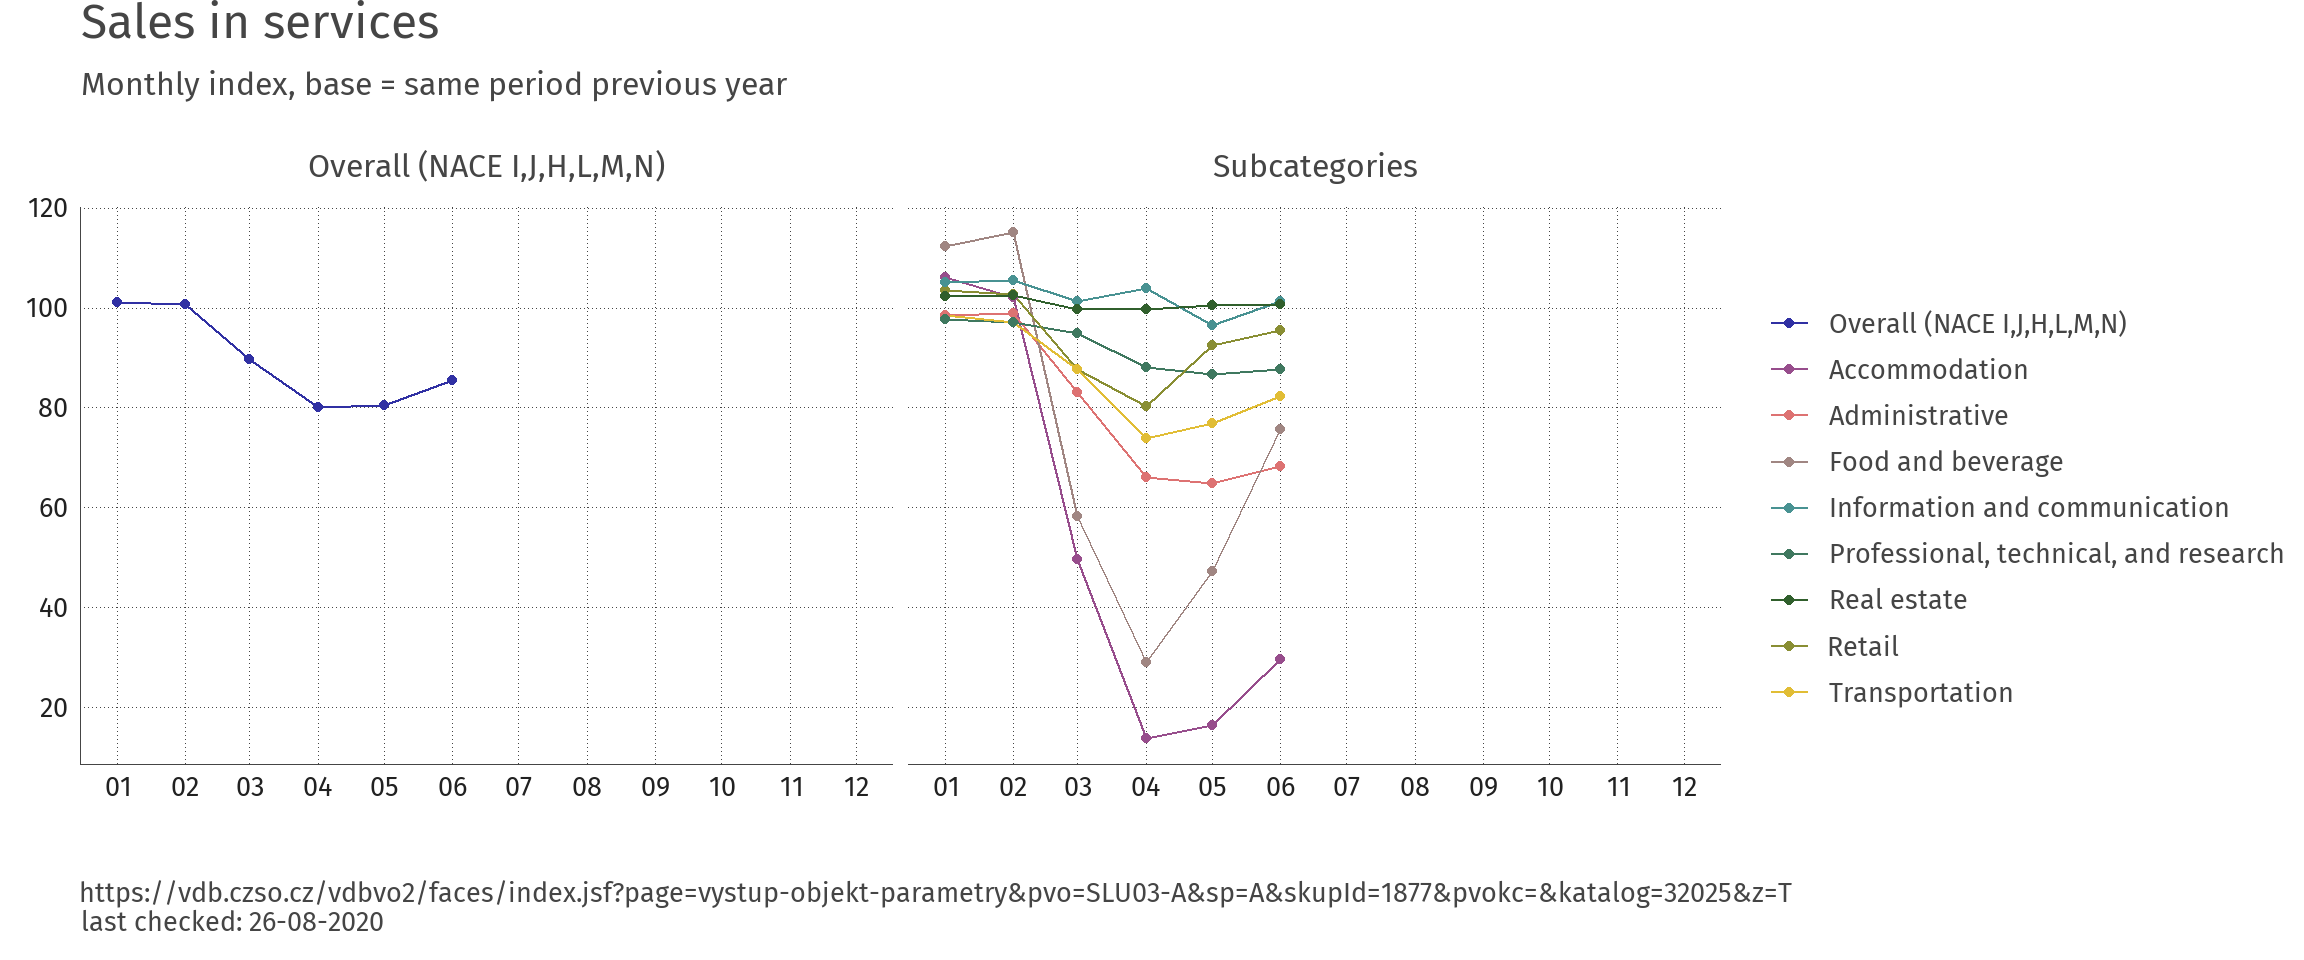 Sales in services
Monthly index, base = same period previous year
Overall (NACE I,J,H,L,M,N)
Subcategories
120
100
80
60
40
20
01 02 03 04 05 06 07 08 09 10 11 12
01 02 03 04 05 06 07 08 09 10 11 12
Overall (NACE I,J,H,L,M,N)
Accommodation
Administrative
Food and beverage
Information and communication
Professional, technical, and research
Real estate
Retail
Transportation
https://vdb.czso.cz/vdbvo2/faces/index.jsf?page=vystup-objekt-parametry&pvo=SLU03-A&sp=A&skupId=1877&pvokc=&katalog=32025&z=T
last checked: 26-08-2020